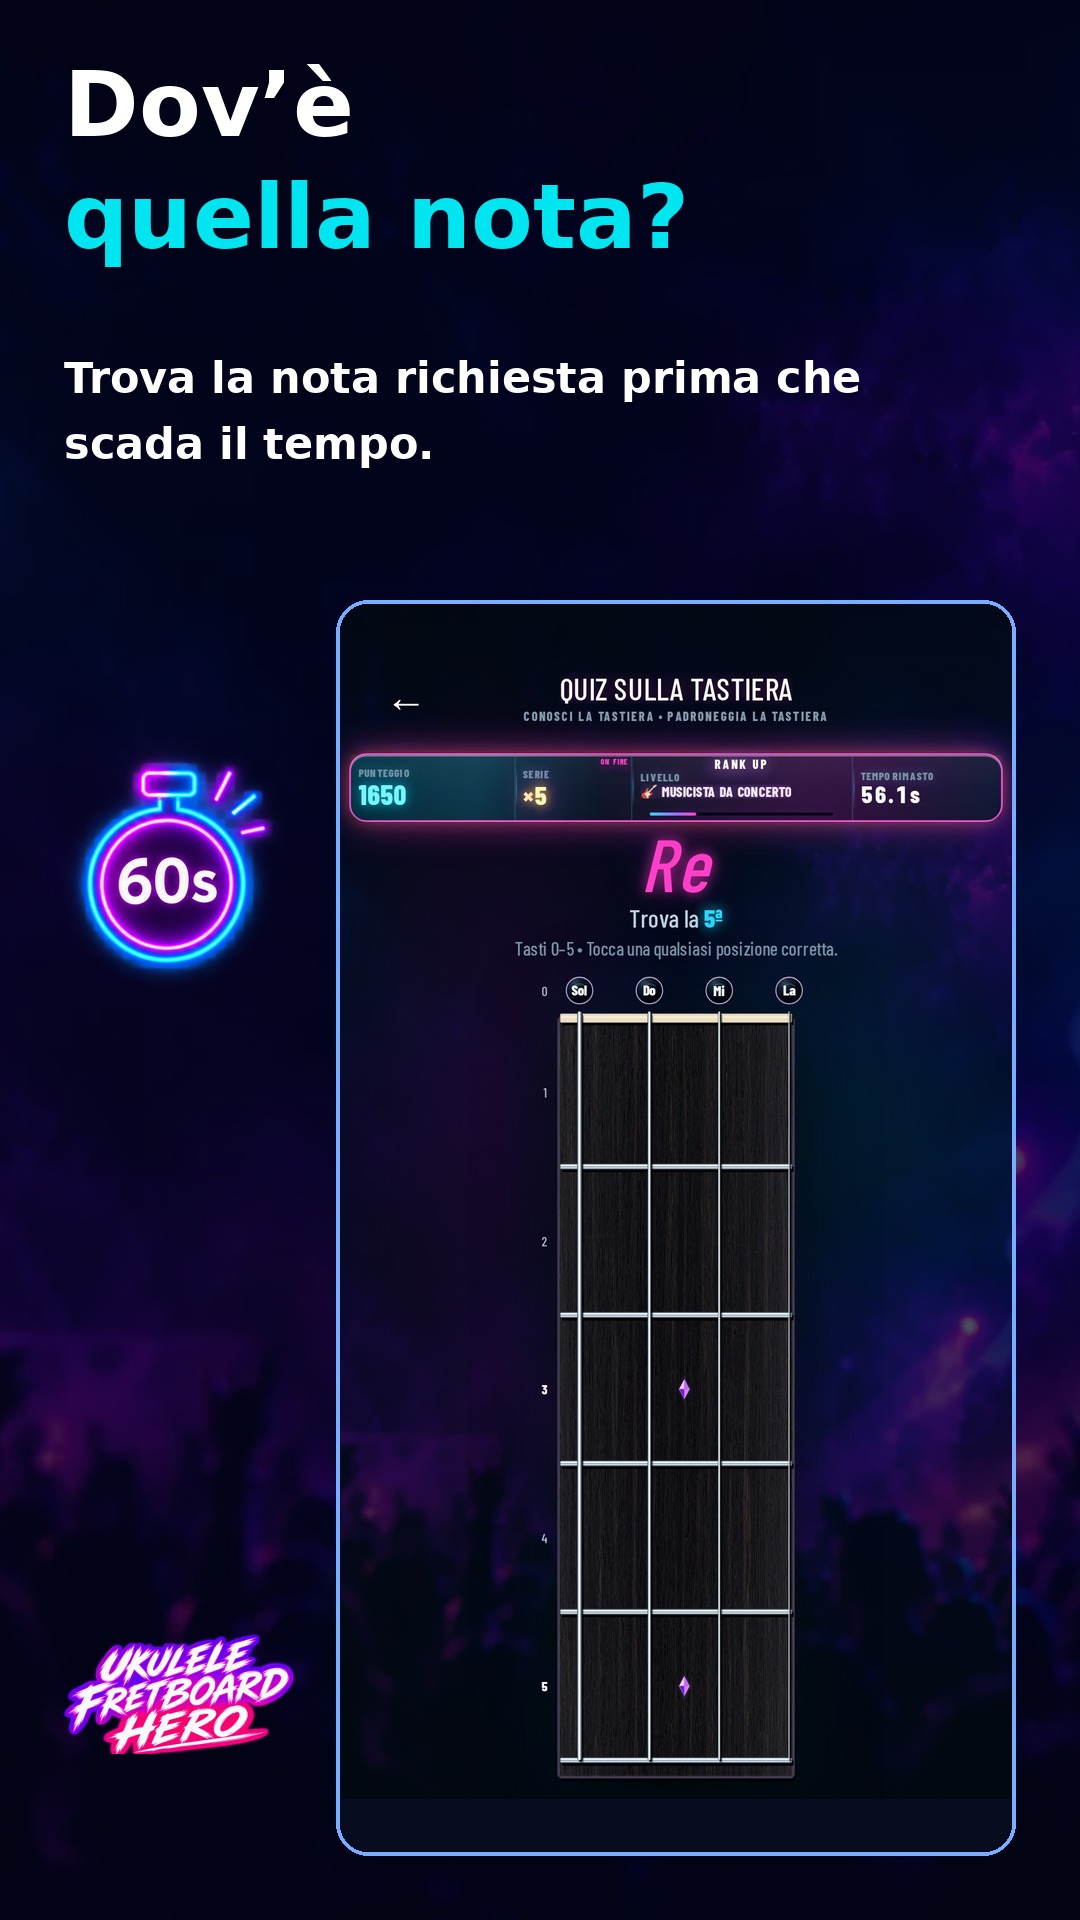 Dov’è
quella nota?
Trova la nota richiesta prima che
scada il tempo.
60s
←
QUIZ SULLA TASTIERA
CONOSCI LA TASTIERA • PADRONEGGIA LA TASTIERA
PUNTEGGIO
1650
SERIE
×5
ON FIRE
RANK UP
LIVELLO
🎸 MUSICISTA DA CONCERTO
TEMPO RIMASTO
56.1s
Re
Trova la 5ª
Tasti 0–5 • Tocca una qualsiasi posizione corretta.
0 Sol Do Mi La
1
2
3
4
5
UKULELE
FRETBOARD
HERO